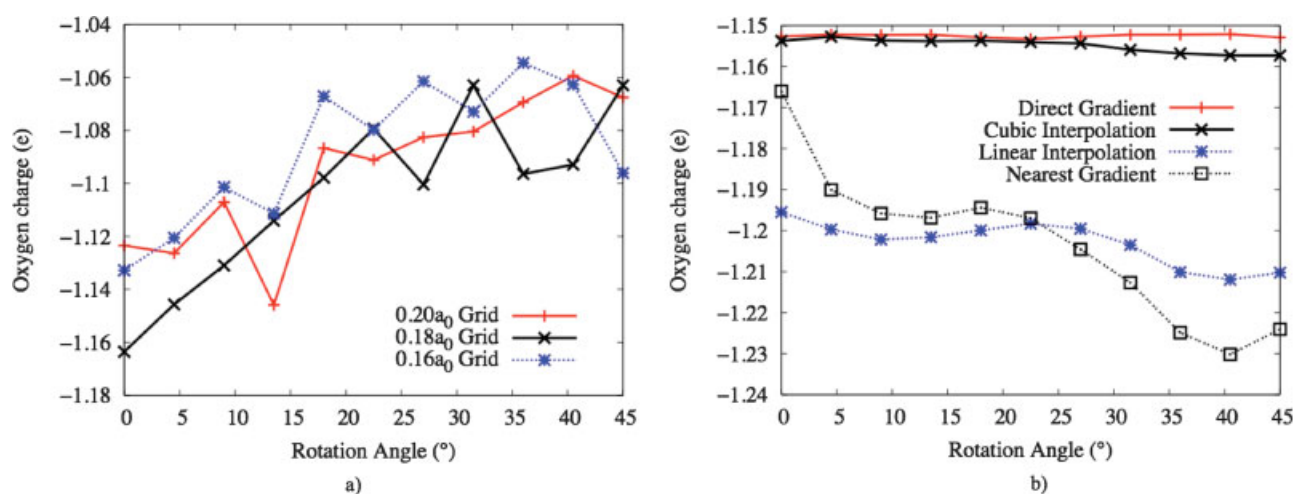 −1.04
−1.06
−1.08
−1.1
−1.12
−1.14
−1.16
−1.18
Oxygen charge (e)
0.20a₀ Grid
0.18a₀ Grid
0.16a₀ Grid
0 5 10 15 20 25 30 35 40 45
Rotation Angle (°)
a)
−1.15
−1.16
−1.17
−1.18
−1.19
−1.2
−1.21
−1.22
−1.23
−1.24
Oxygen charge (e)
Direct Gradient
Cubic Interpolation
Linear Interpolation
Nearest Gradient
0 5 10 15 20 25 30 35 40 45
Rotation Angle (°)
b)